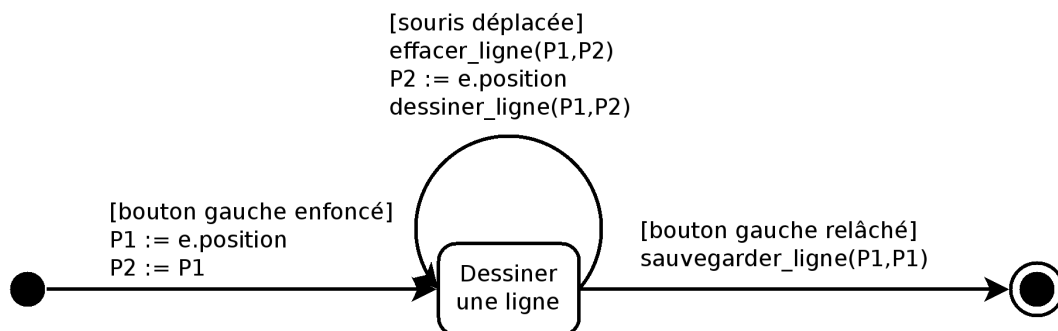 [souris déplacée]
effacer_ligne(P1,P2)
P2 := e.position
dessiner_ligne(P1,P2)
[bouton gauche enfoncé]
P1 := e.position
P2 := P1
Dessiner
une ligne
[bouton gauche relâché]
sauvegarder_ligne(P1,P1)